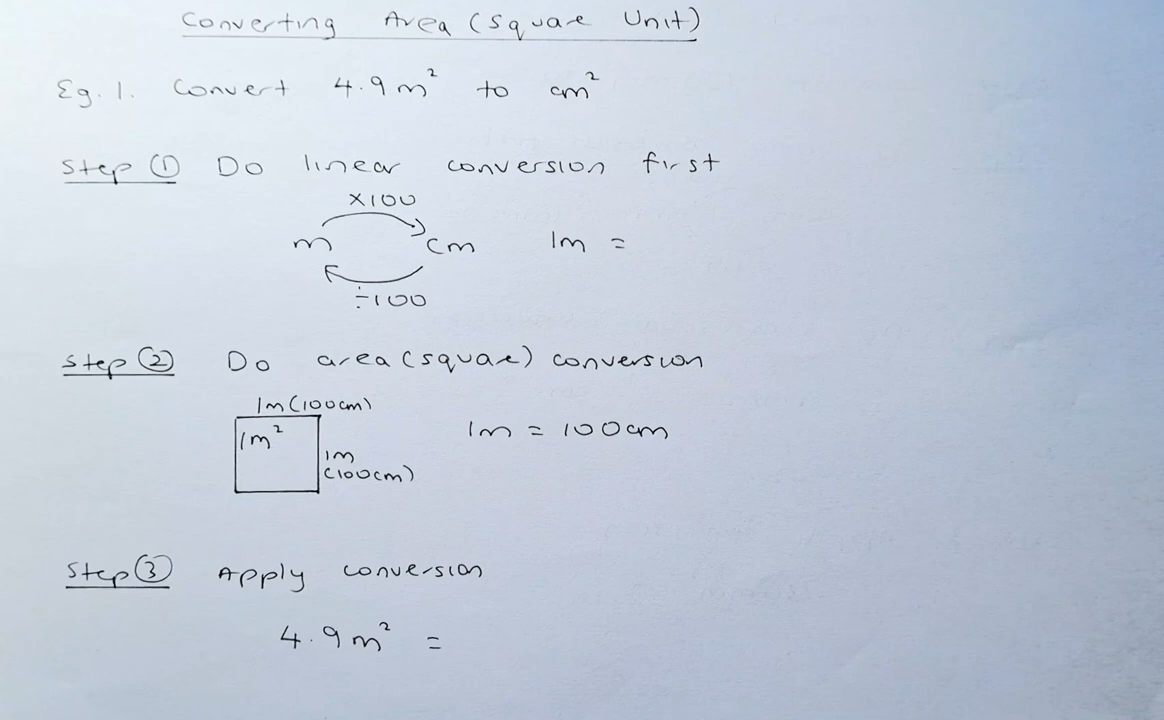 Converting Area (Square Unit)
Eg. 1. Convert 4.9 m² to cm²
Step ① Do linear conversion first
×100
m cm 1m =
÷100
Step ② Do area (square) conversion
1m (100cm)
1m² 1m = 100cm
1m
(100cm)
Step ③ Apply conversion
4.9 m² =